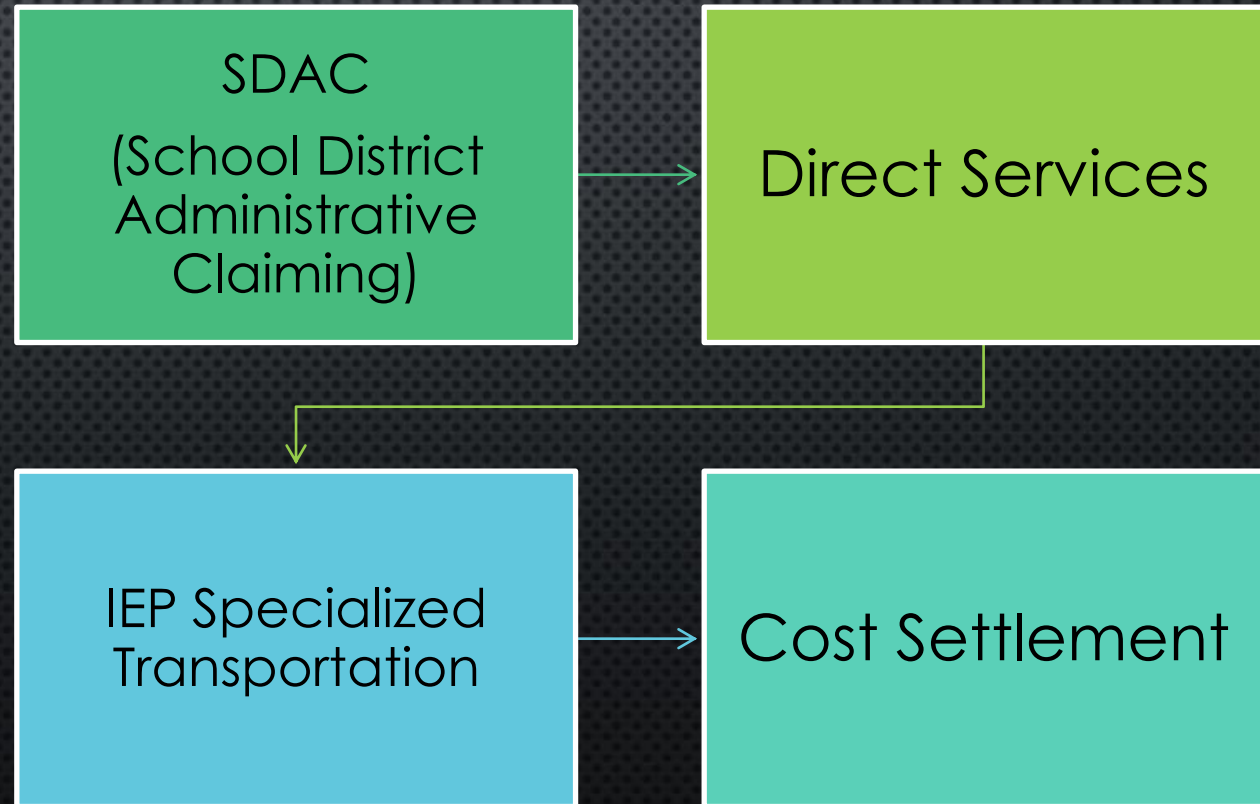 SDAC
(School District
Administrative
Claiming)
Direct Services
IEP Specialized
Transportation
Cost Settlement